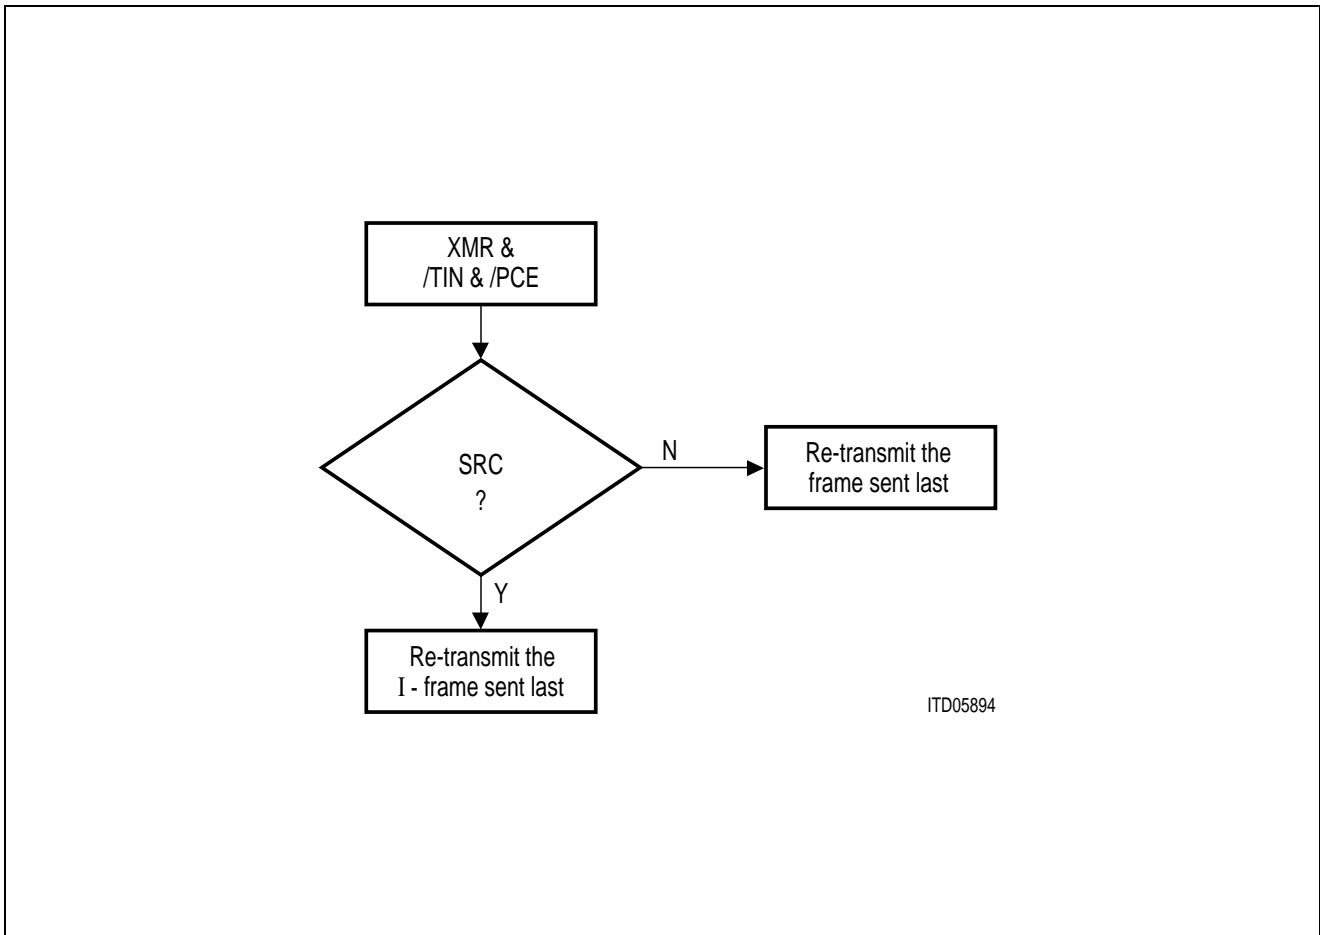 XMR &
/TIN & /PCE
SRC
?
N
Re-transmit the
frame sent last
Y
Re-transmit the
I - frame sent last
ITD05894